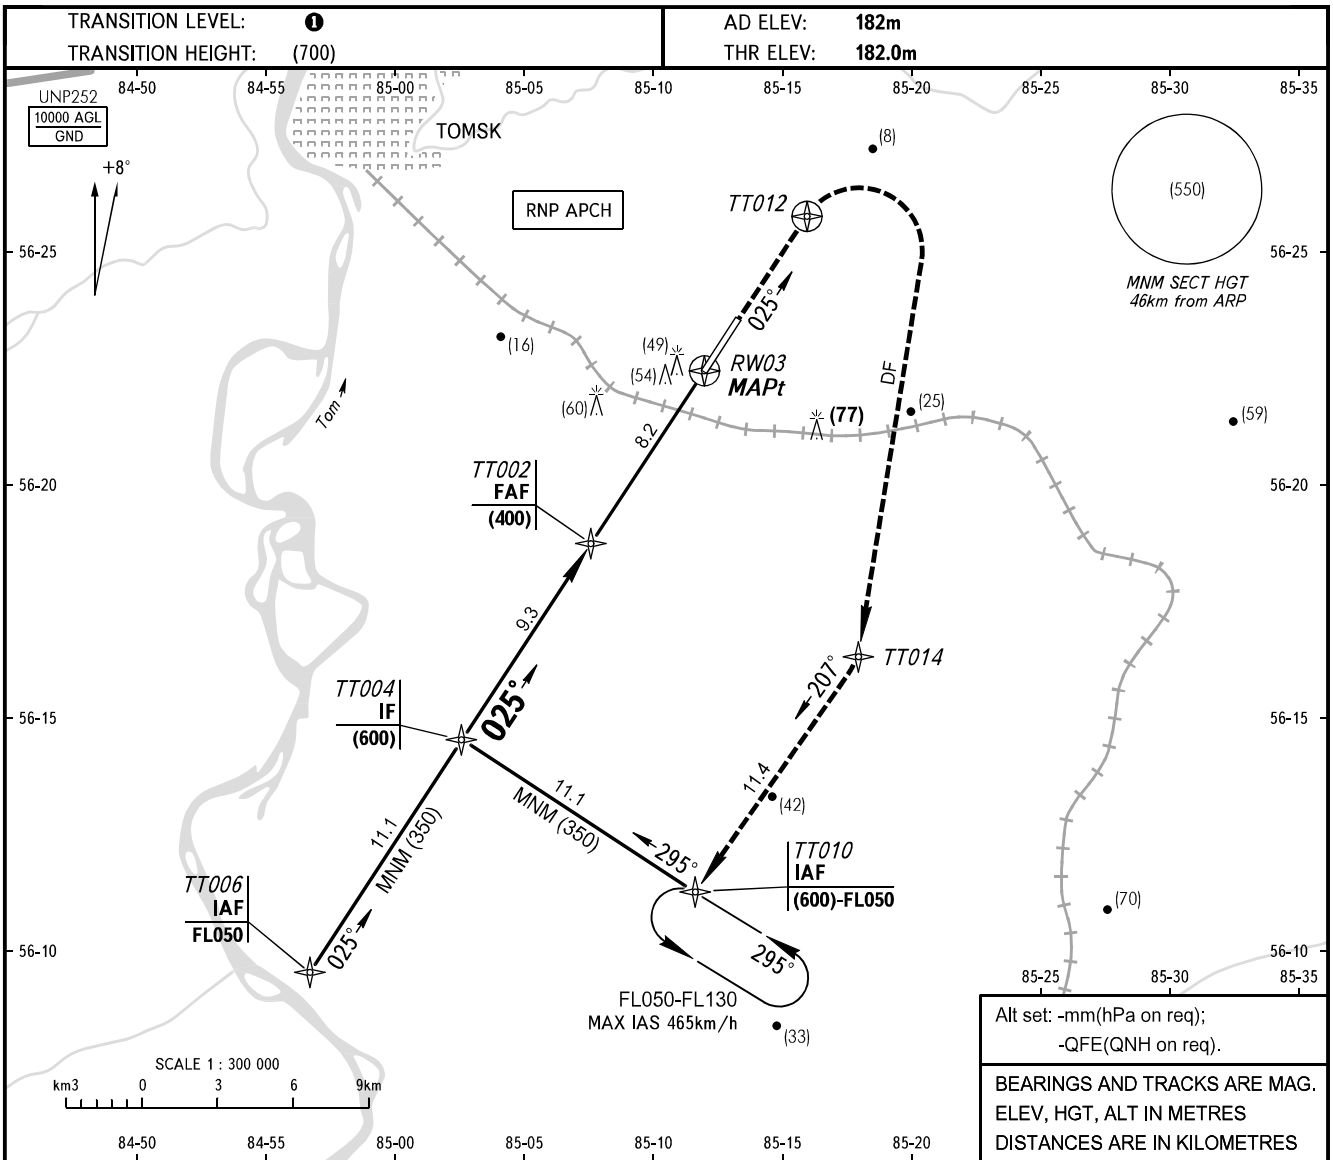 TRANSITION LEVEL: ❶
TRANSITION HEIGHT: (700)
AD ELEV: 182m
THR ELEV: 182.0m
84-50 84-55 85-00 85-05 85-10 85-15 85-20 85-25 85-30 85-35
UNP252
10000 AGL
GND
+8°
TOMSK
(8)
RNP APCH
TT012
(550)
MNM SECT HGT
46km from ARP
56-25 56-25
025°
(16)
(49)
(54)
(60)
RW03
MAPt
DF
Tom
8.2
(77)
(25)
(59)
TT002
FAF
(400)
56-20 56-20
9.3
TT004
IF
(600)
025°
TT014
207°
56-15 56-15
11.4
(42)
11.1
MNM (350)
11.1
MNM (350)
295°
TT010
IAF
(600)-FL050
TT006
IAF
FL050
025°
(70)
56-10 56-10
295°
85-25 85-30 85-35
FL050-FL130
MAX IAS 465km/h
(33)
Alt set: -mm(hPa on req);
-QFE(QNH on req).
SCALE 1 : 300 000
km3 0 3 6 9km
BEARINGS AND TRACKS ARE MAG.
ELEV, HGT, ALT IN METRES
DISTANCES ARE IN KILOMETRES
84-50 84-55 85-00 85-05 85-10 85-15 85-20